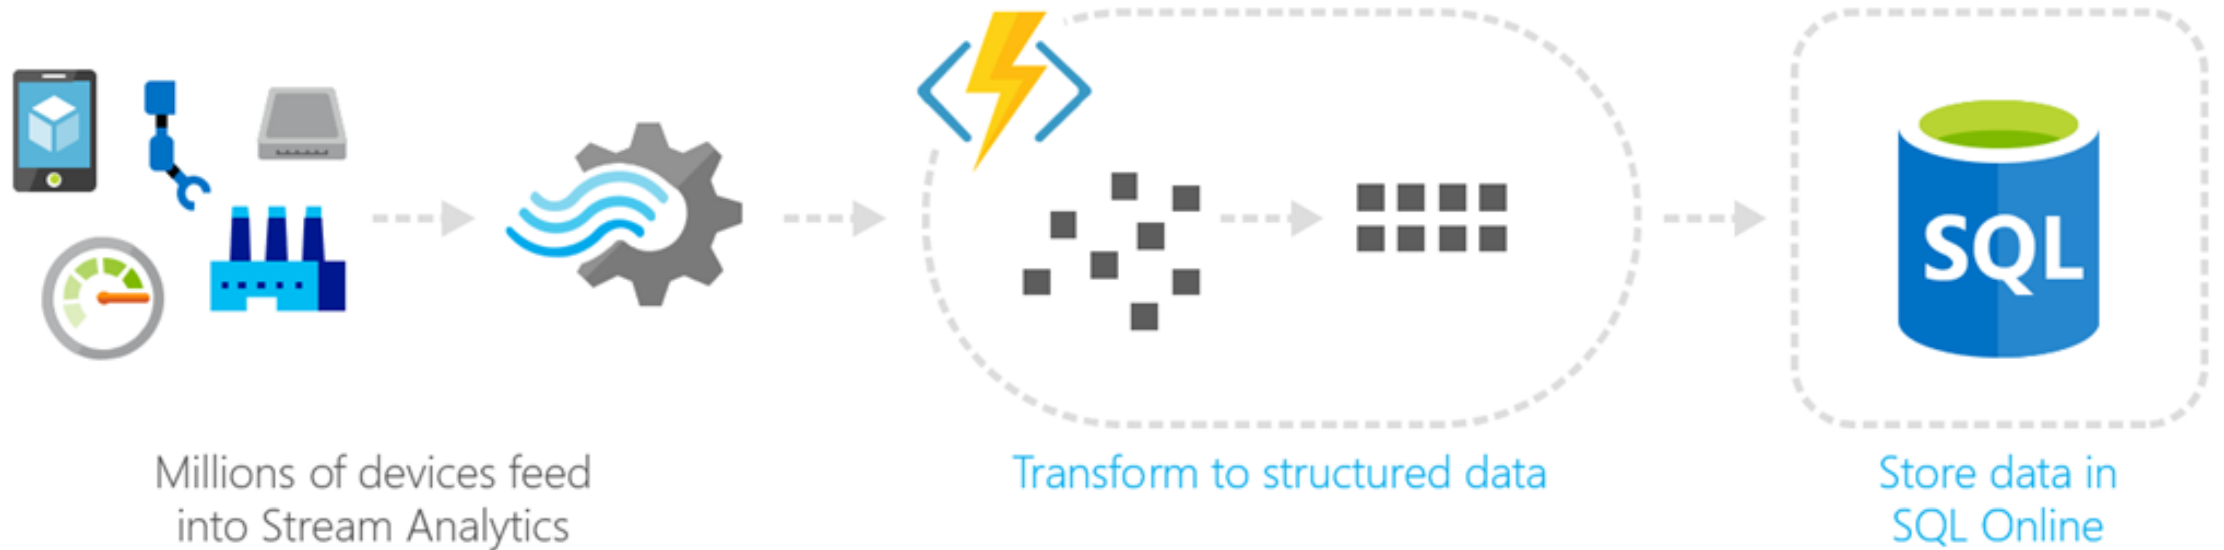 SQL
Millions of devices feed
into Stream Analytics
Transform to structured data
Store data in
SQL Online